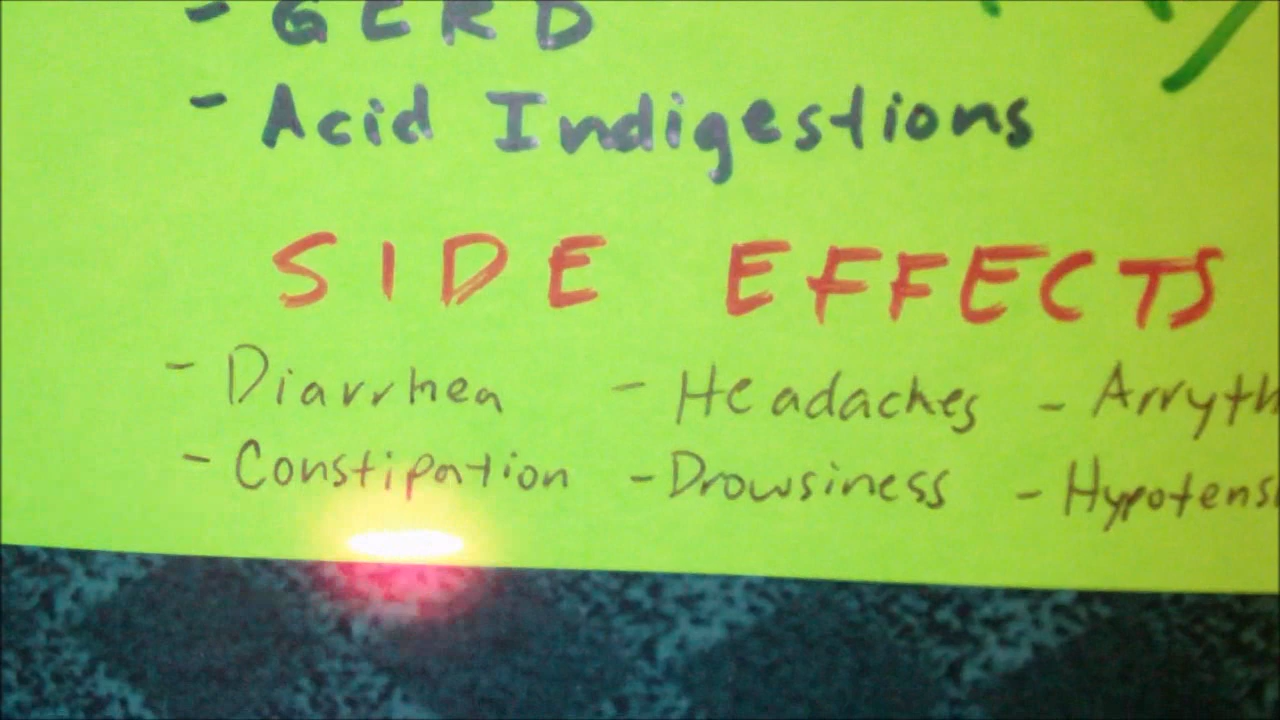 - GERD
- Acid Indigestions
SIDE EFFECTS
- Diarrhea - Headaches - Arryth
- Constipation - Drowsiness - Hypotens